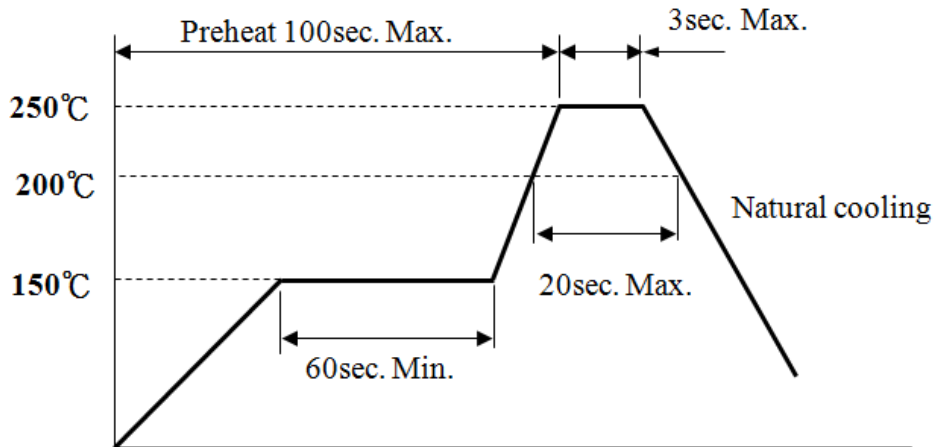 Preheat 100sec. Max.
3sec. Max.
250℃
200℃
Natural cooling
150℃
20sec. Max.
60sec. Min.